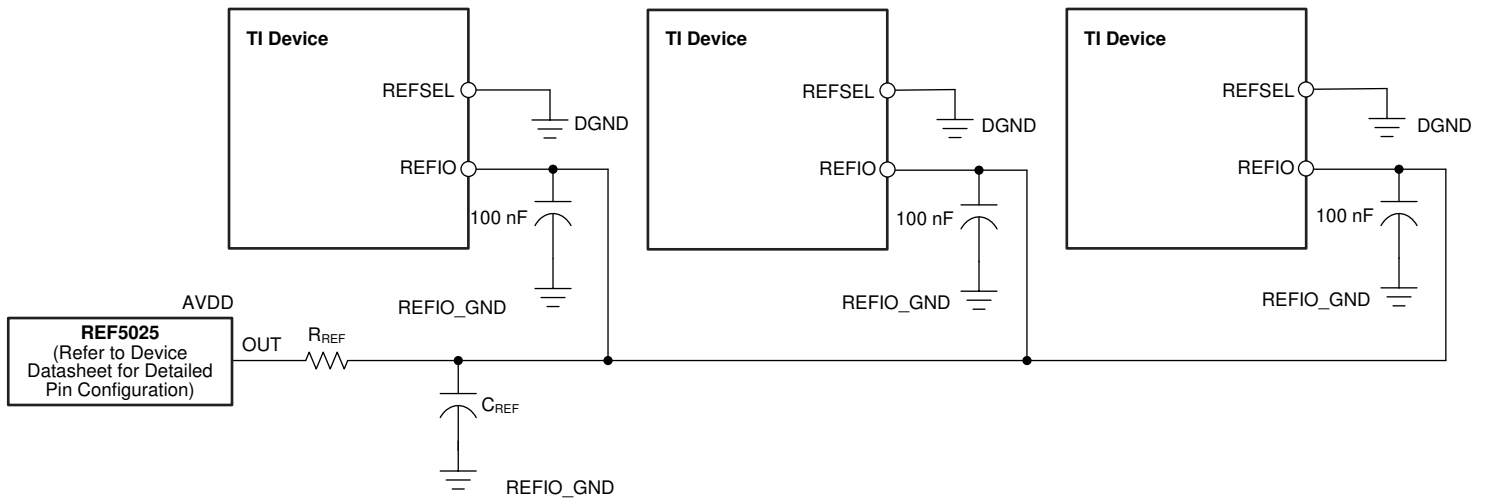 TI Device
REFSEL
DGND
REFIO
100 nF
REFIO_GND
TI Device
REFSEL
DGND
REFIO
100 nF
REFIO_GND
TI Device
REFSEL
DGND
REFIO
100 nF
REFIO_GND
AVDD
REF5025
(Refer to Device
Datasheet for Detailed
Pin Configuration)
OUT
RREF
CREF
REFIO_GND